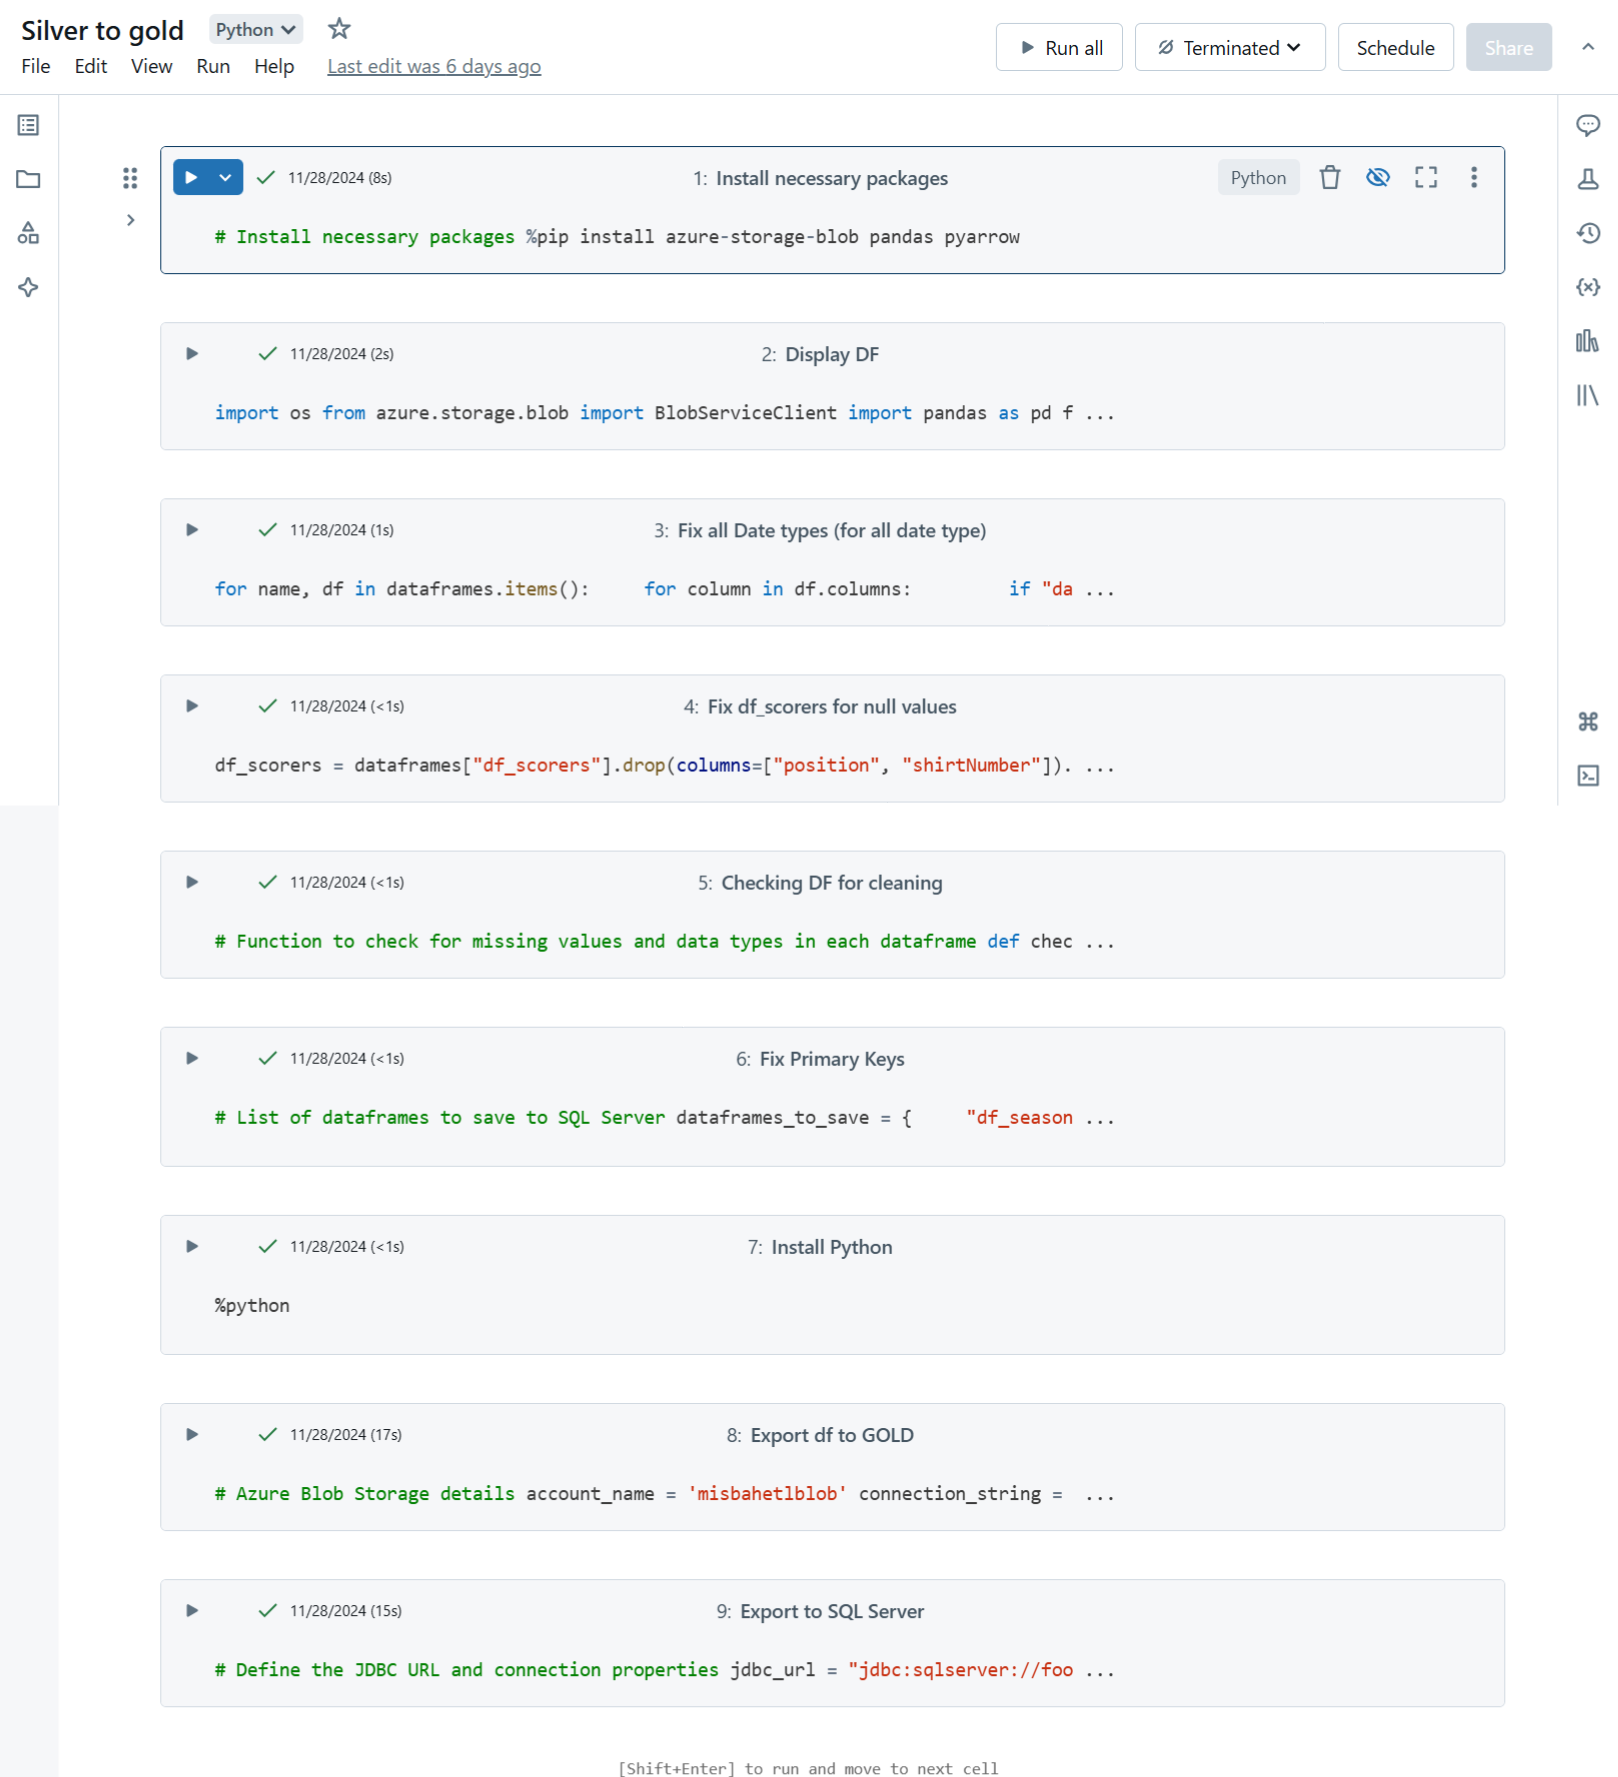 Silver to gold Python
File Edit View Run Help Last edit was 6 days ago
Run all Terminated Schedule Share
11/28/2024 (8s) 1: Install necessary packages Python
# Install necessary packages %pip install azure-storage-blob pandas pyarrow
11/28/2024 (2s) 2: Display DF
import os from azure.storage.blob import BlobServiceClient import pandas as pd f ...
11/28/2024 (1s) 3: Fix all Date types (for all date type)
for name, df in dataframes.items(): for column in df.columns: if "da ...
11/28/2024 (<1s) 4: Fix df_scorers for null values
df_scorers = dataframes["df_scorers"].drop(columns=["position", "shirtNumber"]). ...
11/28/2024 (<1s) 5: Checking DF for cleaning
# Function to check for missing values and data types in each dataframe def chec ...
11/28/2024 (<1s) 6: Fix Primary Keys
# List of dataframes to save to SQL Server dataframes_to_save = { "df_season ...
11/28/2024 (<1s) 7: Install Python
%python
11/28/2024 (17s) 8: Export df to GOLD
# Azure Blob Storage details account_name = 'misbahetlblob' connection_string = ...
11/28/2024 (15s) 9: Export to SQL Server
# Define the JDBC URL and connection properties jdbc_url = "jdbc:sqlserver://foo ...
[Shift+Enter] to run and move to next cell